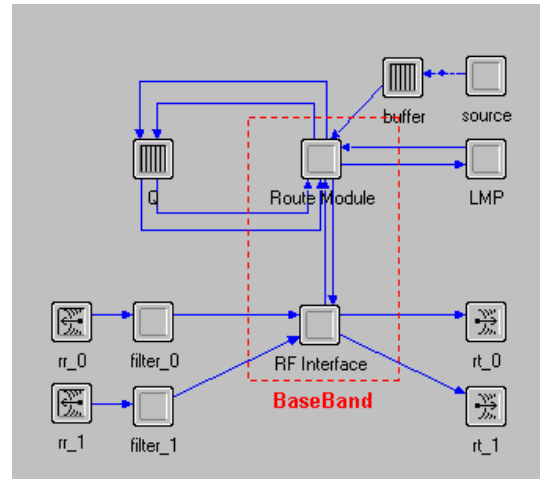 buffer
source
Q
Route Module
LMP
rr_0
filter_0
RF Interface
rt_0
BaseBand
rr_1
filter_1
rt_1